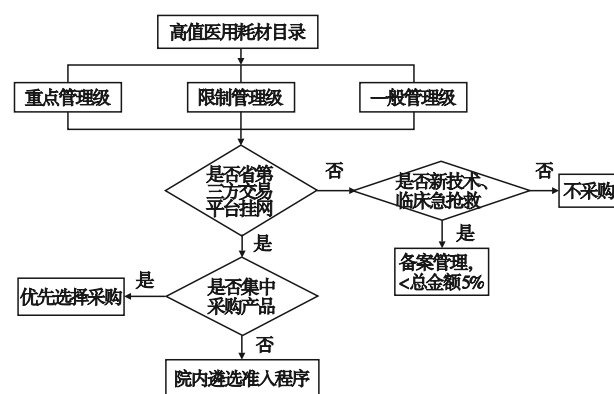 高值医用耗材目录
重点管理级
限制管理级
一般管理级
是否省第
三方交易
平台挂网
否
是否新技术、
临床急抢救
否
不采购
是
是
备案管理,
<总金额5%
优先选择采购
是
是否集中
采购产品
否
院内遴选准入程序